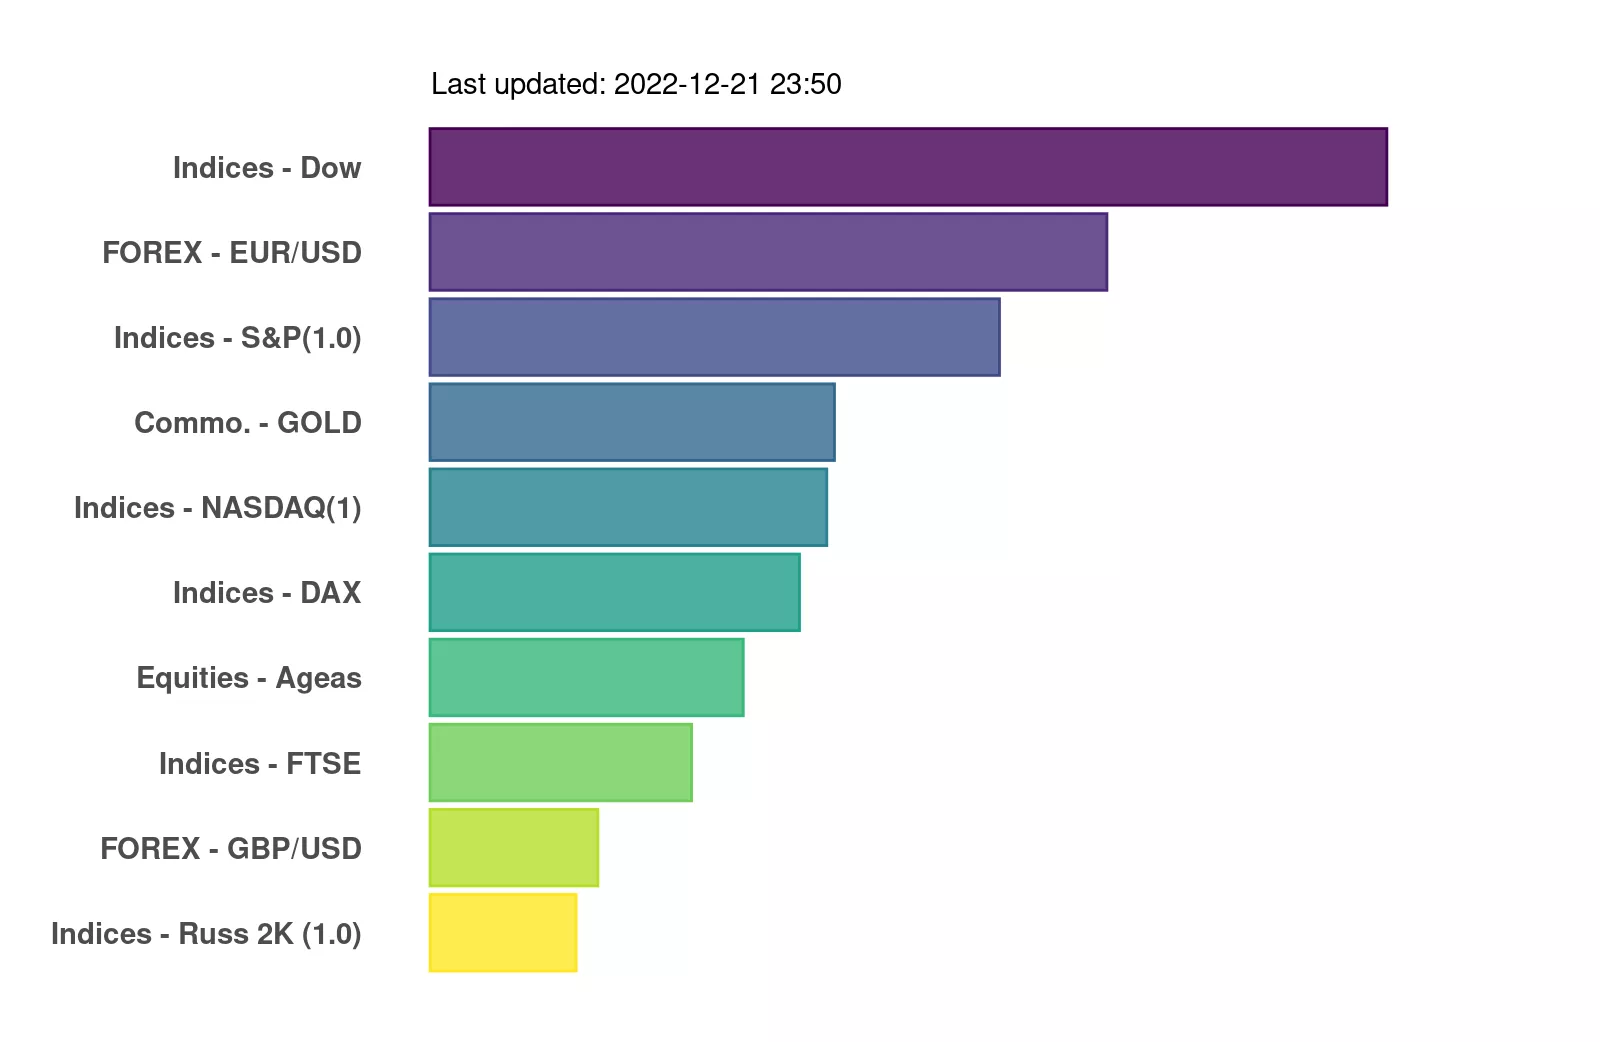 Last updated: 2022-12-21 23:50
Indices - Dow
FOREX - EUR/USD
Indices - S&P(1.0)
Commo. - GOLD
Indices - NASDAQ(1)
Indices - DAX
Equities - Ageas
Indices - FTSE
FOREX - GBP/USD
Indices - Russ 2K (1.0)